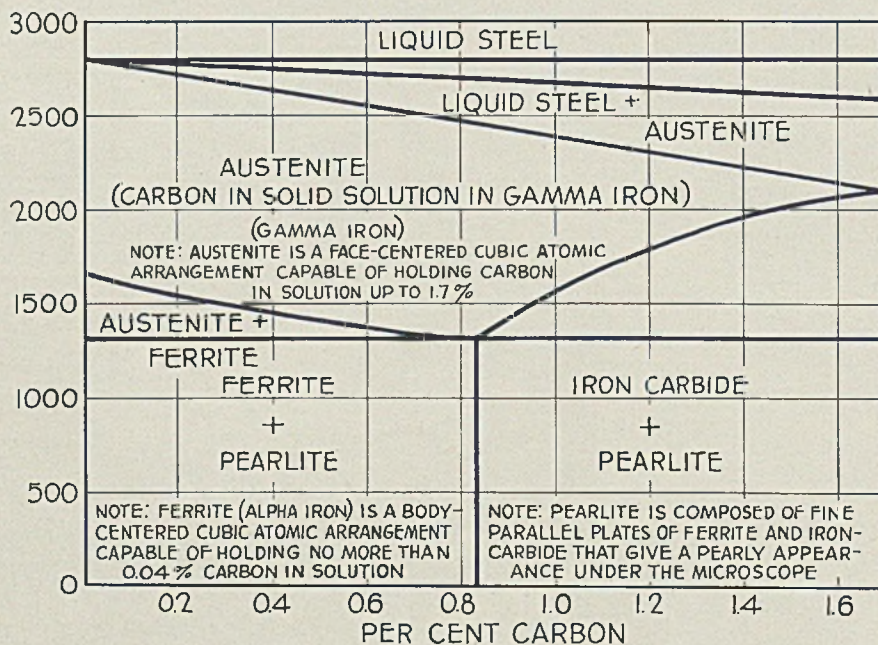 3000
LIQUID STEEL
LIQUID STEEL +
2500
AUSTENITE
AUSTENITE
(CARBON IN SOLID SOLUTION IN GAMMA IRON)
2000
(GAMMA IRON)
NOTE: AUSTENITE IS A FACE-CENTERED CUBIC ATOMIC
ARRANGEMENT CAPABLE OF HOLDING CARBON
IN SOLUTION UP TO 1.7%
1500
AUSTENITE +
FERRITE
FERRITE
+
PEARLITE
IRON CARBIDE
+
PEARLITE
1000
500
NOTE: FERRITE (ALPHA IRON) IS A BODY-
CENTERED CUBIC ATOMIC ARRANGEMENT
CAPABLE OF HOLDING NO MORE THAN
0.04% CARBON IN SOLUTION
NOTE: PEARLITE IS COMPOSED OF FINE
PARALLEL PLATES OF FERRITE AND IRON-
CARBIDE THAT GIVE A PEARLY APPEAR-
ANCE UNDER THE MICROSCOPE
0
0.2 0.4 0.6 0.8 1.0 1.2 1.4 1.6
PER CENT CARBON